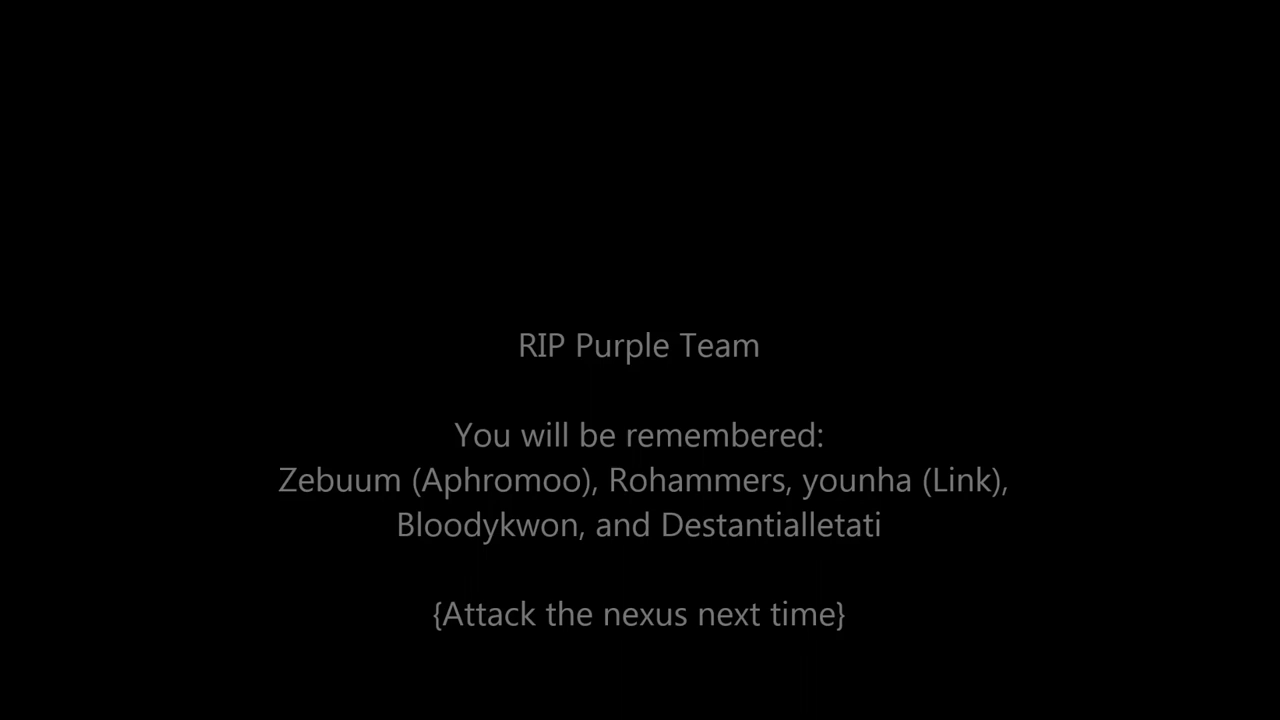 RIP Purple Team
You will be remembered:
Zebuum (Aphromoo), Rohammers, younha (Link),
Bloodykwon, and Destantialletati
{Attack the nexus next time}